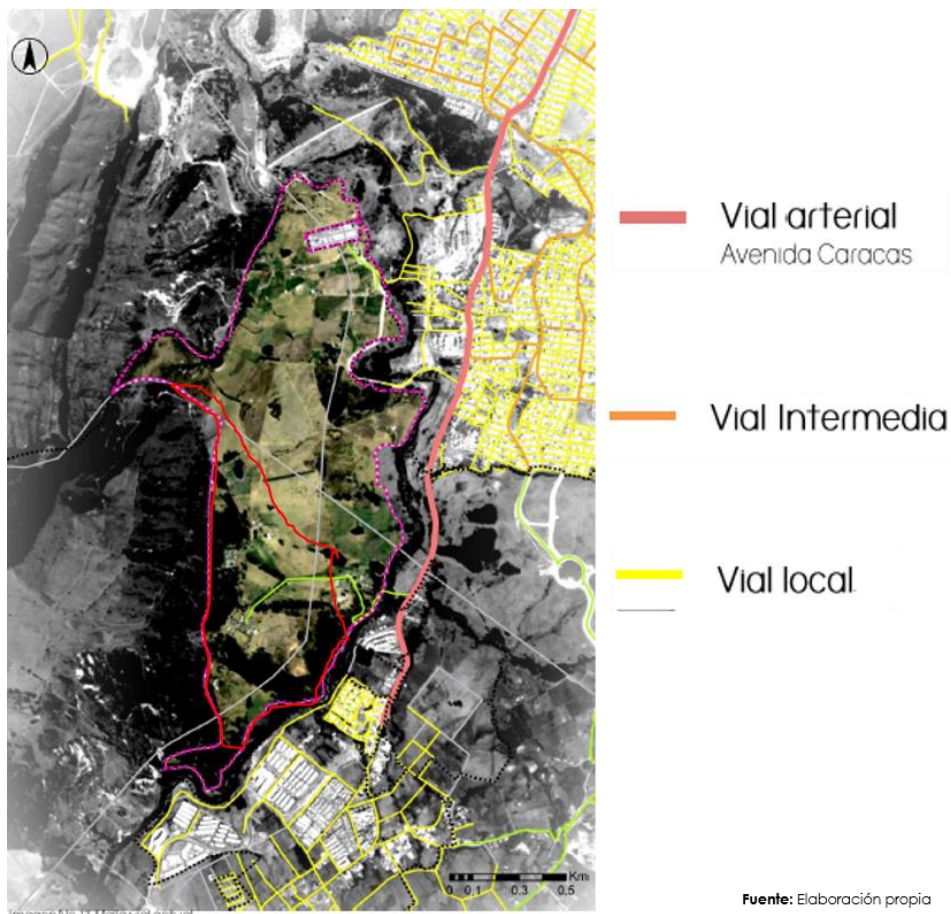 Vial arterial
Avenida Caracas
Vial Intermedia
Vial local
Km
0 0,1 0,3 0,5
Fuente: Elaboración propia